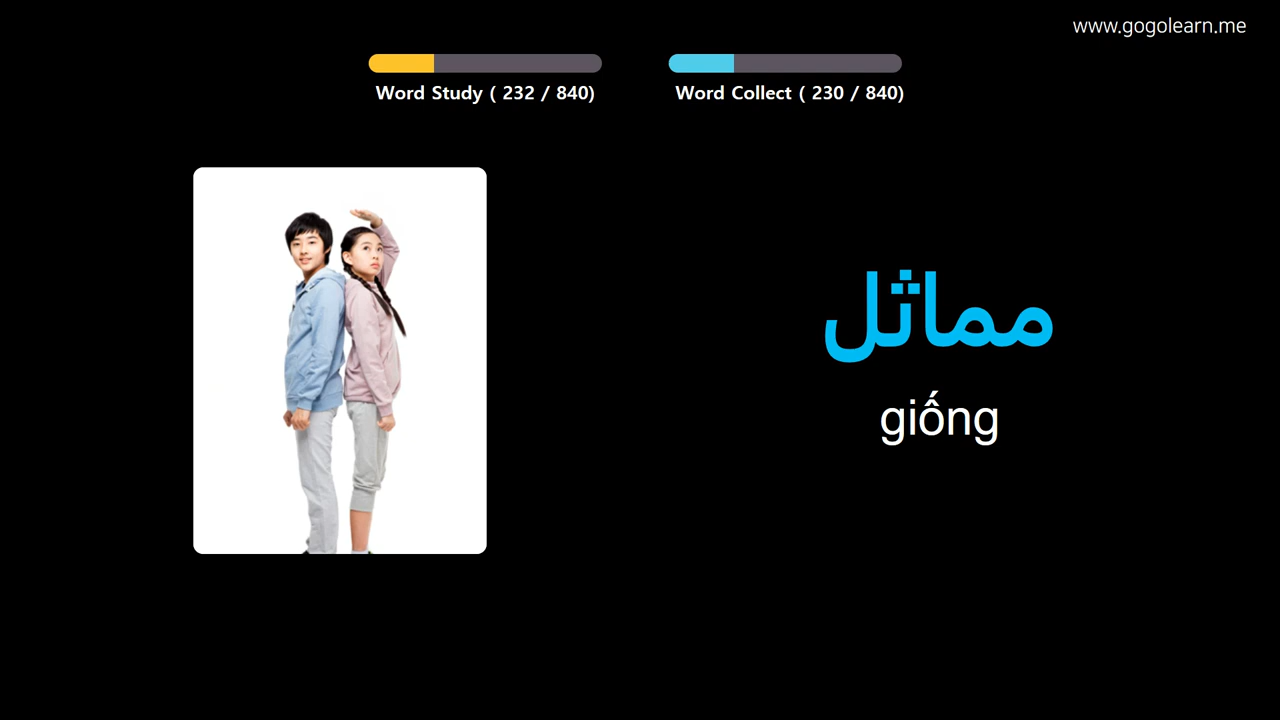 www.gogolearn.me
Word Study ( 232 / 840)
Word Collect ( 230 / 840)
مماثل
giống